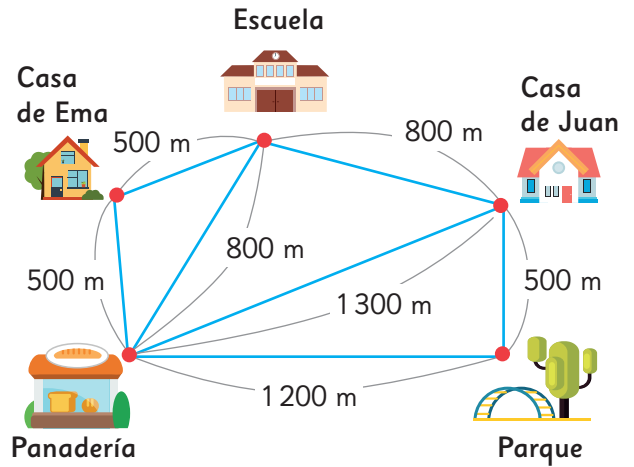 Escuela
Casa
de Ema
500 m
800 m
Casa
de Juan
800 m
500 m
500 m
1 300 m
1 200 m
Panadería
Parque